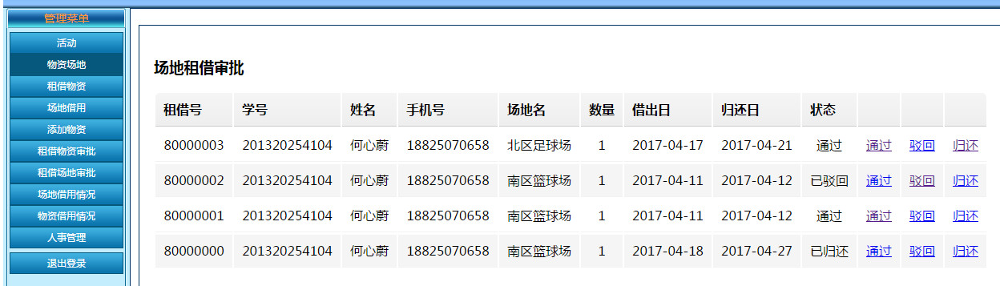 管理菜单
活动
物资场地
租借物资
场地借用
添加物资
租借物资审批
租借场地审批
场地借用情况
物资借用情况
人事管理
退出登录
场地租借审批
租借号 学号 姓名 手机号 场地名 数量 借出日 归还日 状态
80000003 201320254104 何心蔚 18825070658 北区足球场 1 2017-04-17 2017-04-21 通过 通过 驳回 归还
80000002 201320254104 何心蔚 18825070658 南区篮球场 1 2017-04-11 2017-04-12 已驳回 通过 驳回 归还
80000001 201320254104 何心蔚 18825070658 南区篮球场 1 2017-04-11 2017-04-12 通过 通过 驳回 归还
80000000 201320254104 何心蔚 18825070658 南区篮球场 1 2017-04-18 2017-04-27 已归还 通过 驳回 归还